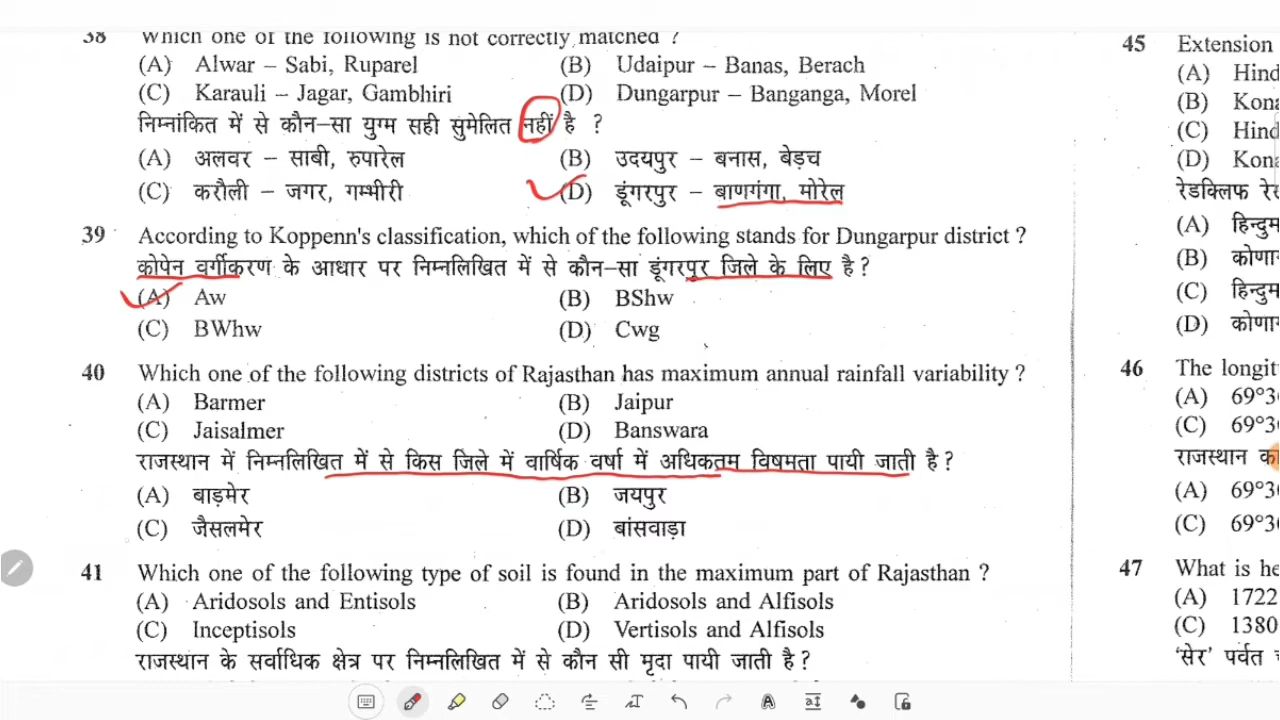 38 Which one of the following is not correctly matched ?
(A) Alwar – Sabi, Ruparel (B) Udaipur – Banas, Berach
(C) Karauli – Jagar, Gambhiri (D) Dungarpur – Banganga, Morel
निम्नांकित में से कौन-सा युग्म सही सुमेलित नहीं है ?
(A) अलवर – साबी, रुपारेल (B) उदयपुर – बनास, बेड़च
(C) करौली – जगर, गम्भीरी (D) डूंगरपुर – बाणगंगा, मोरेल
39 According to Koppenn's classification, which of the following stands for Dungarpur district ?
कोपेन वर्गीकरण के आधार पर निम्नलिखित में से कौन-सा डूंगरपुर जिले के लिए है ?
(A) Aw (B) BShw
(C) BWhw (D) Cwg
40 Which one of the following districts of Rajasthan has maximum annual rainfall variability ?
(A) Barmer (B) Jaipur
(C) Jaisalmer (D) Banswara
राजस्थान में निम्नलिखित में से किस जिले में वार्षिक वर्षा में अधिकतम विषमता पायी जाती है ?
(A) बाड़मेर (B) जयपुर
(C) जैसलमेर (D) बांसवाड़ा
41 Which one of the following type of soil is found in the maximum part of Rajasthan ?
(A) Aridosols and Entisols (B) Aridosols and Alfisols
(C) Inceptisols (D) Vertisols and Alfisols
राजस्थान के सर्वाधिक क्षेत्र पर निम्नलिखित में से कौन सी मृदा पायी जाती है ?
45 Extension
(A) Hind
(B) Kona
(C) Hind
(D) Kona
रेडक्लिफ रे
(A) हिन्दुम
(B) कोणा
(C) हिन्दुम
(D) कोणा
46 The longit
(A) 69°3
(C) 69°3
राजस्थान क
(A) 69°3
(C) 69°3
47 What is he
(A) 1722
(C) 1380
'सेर' पर्वत